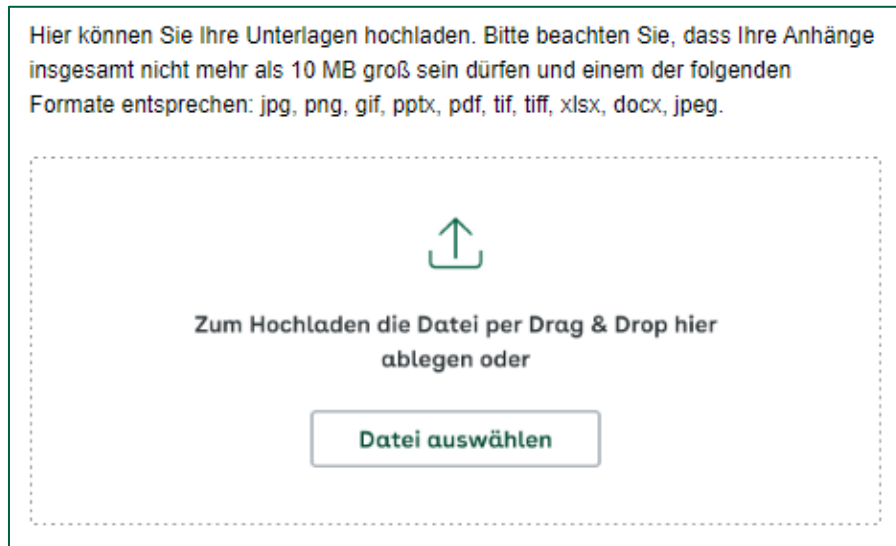 Hier können Sie Ihre Unterlagen hochladen. Bitte beachten Sie, dass Ihre Anhänge
insgesamt nicht mehr als 10 MB groß sein dürfen und einem der folgenden
Formate entsprechen: jpg, png, gif, pptx, pdf, tif, tiff, xlsx, docx, jpeg.
Zum Hochladen die Datei per Drag & Drop hier
ablegen oder
Datei auswählen